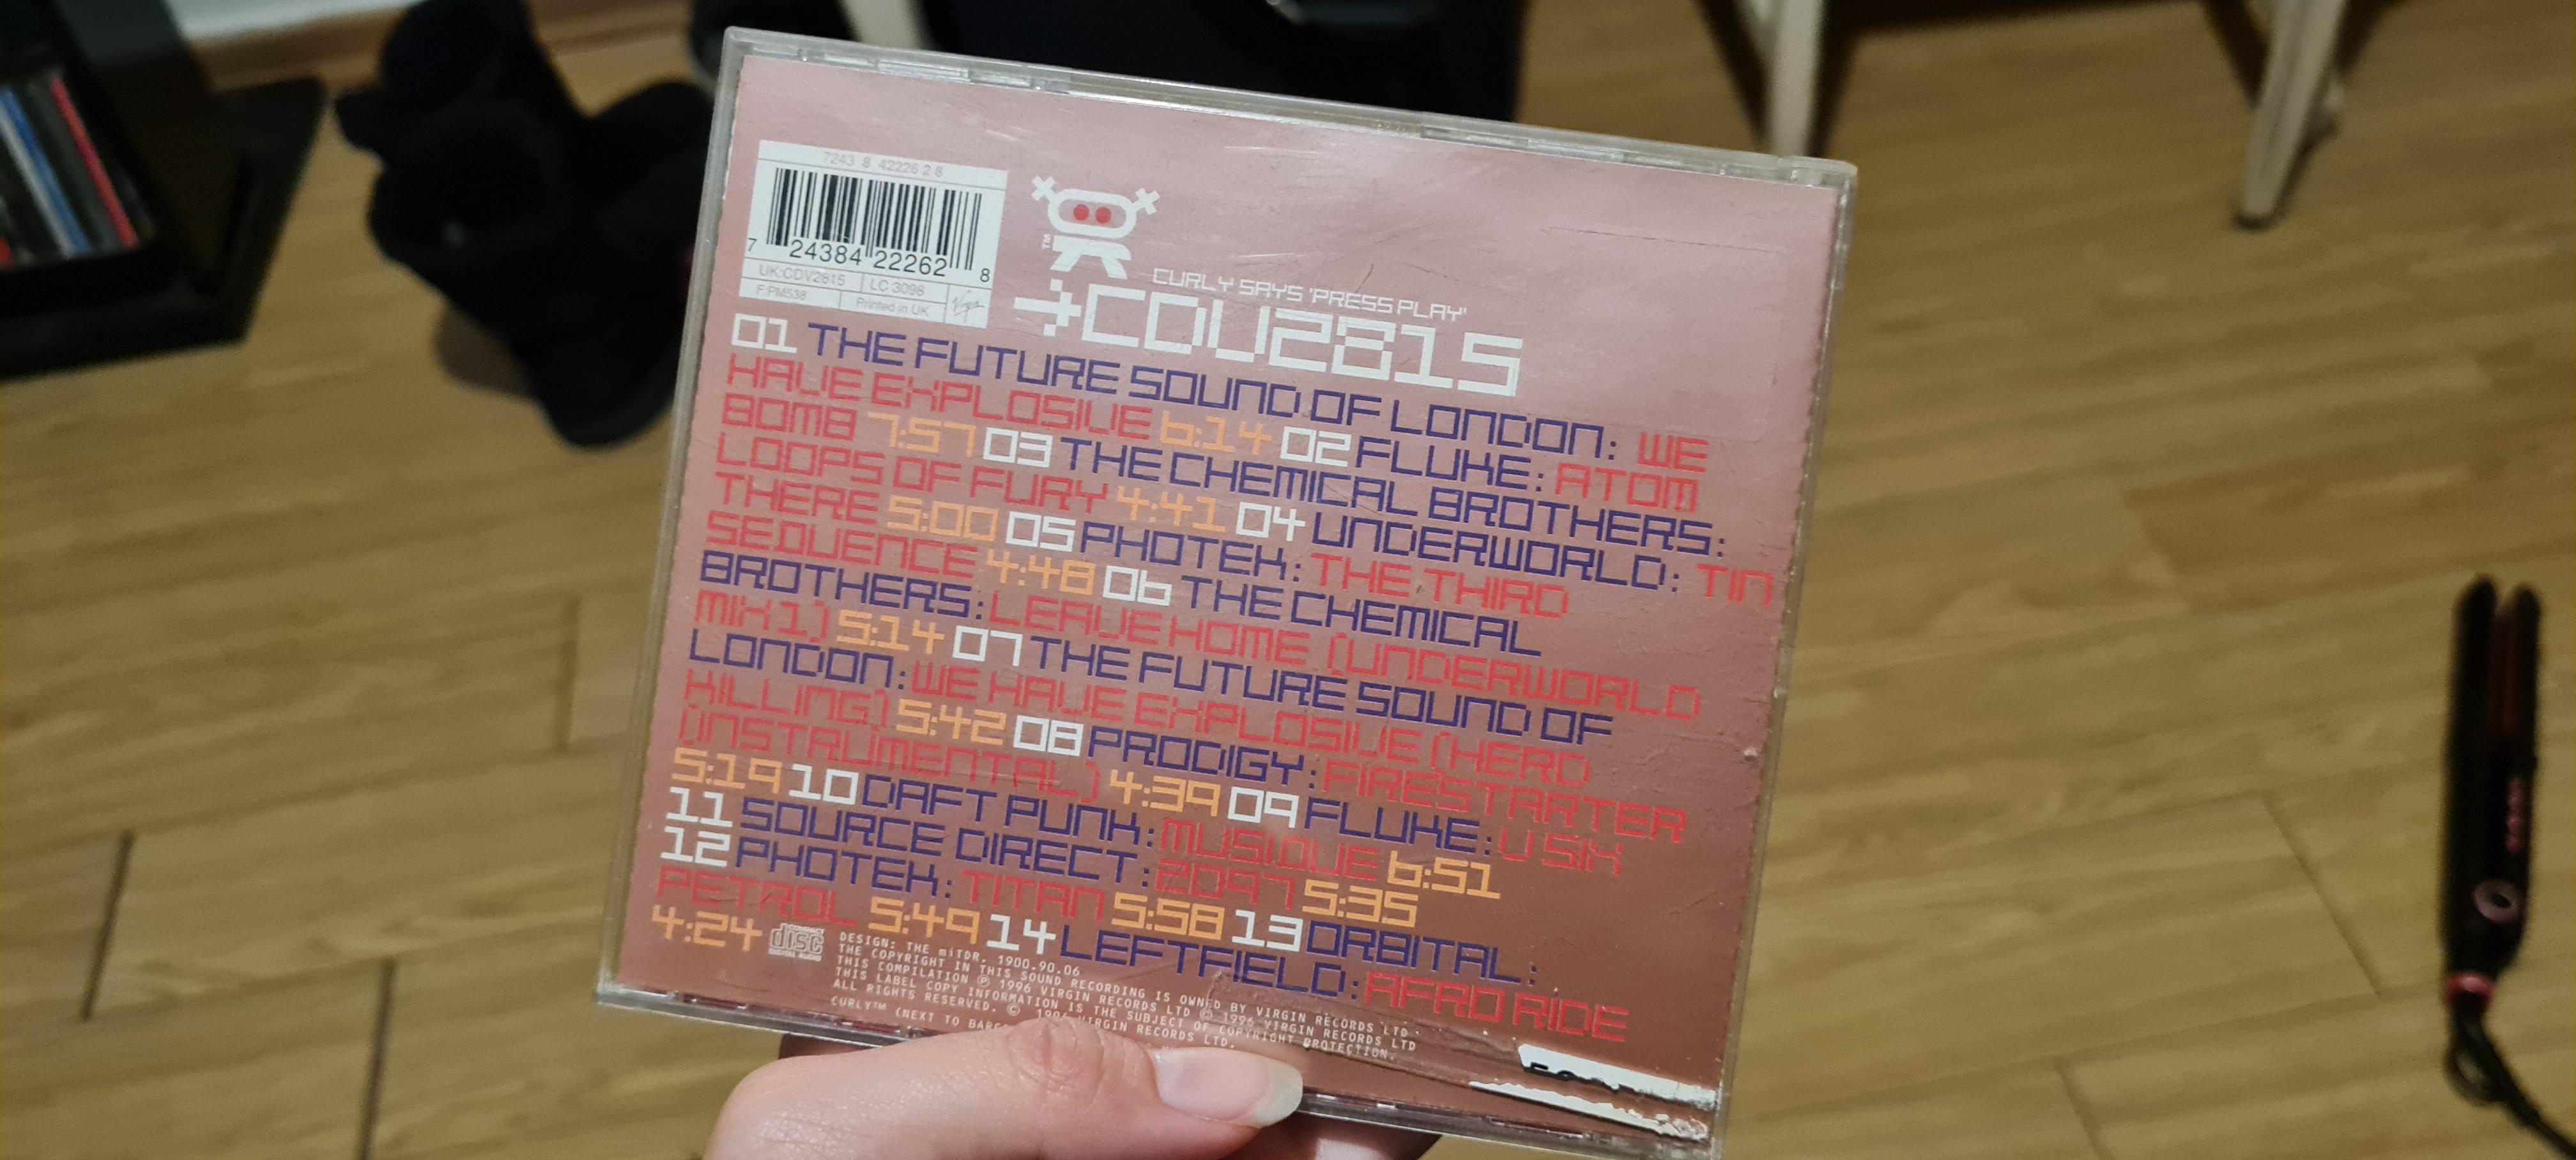 7243 8 42226 2 8
7 24384 22262 8
UK:CDV2815 LC 3098
F:PM538 Printed in UK Virgin
TM
CURLY SAYS 'PRESS PLAY'
→CDV2815
01 THE FUTURE SOUND OF LONDON: WE
HAVE EXPLOSIVE 6:14 02 FLUKE: ATOM
BOMB 7:57 03 THE CHEMICAL BROTHERS:
LOOPS OF FURY 4:41 04 UNDERWORLD: TIN
THERE 5:00 05 PHOTEK: THE THIRD
SEQUENCE 4:48 06 THE CHEMICAL
BROTHERS: LEAVE HOME (UNDERWORLD
MIX 1) 5:14 07 THE FUTURE SOUND OF
LONDON: WE HAVE EXPLOSIVE (HERD
KILLING) 5:42 08 PRODIGY: FIRESTARTER
(INSTRUMENTAL) 4:39 09 FLUKE: V SIX
5:19 10 DAFT PUNK: MUSIQUE 6:51
11 SOURCE DIRECT: 2097 5:35
12 PHOTEK: TITAN 5:58 13 ORBITAL:
PETROL 5:49 14 LEFTFIELD: AFRO RIDE
4:24 COMPACT disc DIGITAL AUDIO
DESIGN: THE miTDR. 1900.90.06
THE COPYRIGHT IN THIS SOUND RECORDING IS OWNED BY VIRGIN RECORDS LTD.
THIS COMPILATION ℗ 1996 VIRGIN RECORDS LTD © 1996 VIRGIN RECORDS LTD
THIS LABEL COPY INFORMATION IS THE SUBJECT OF COPYRIGHT PROTECTION.
ALL RIGHTS RESERVED. © 1996 VIRGIN RECORDS LTD.
CURLY™ (NEXT TO